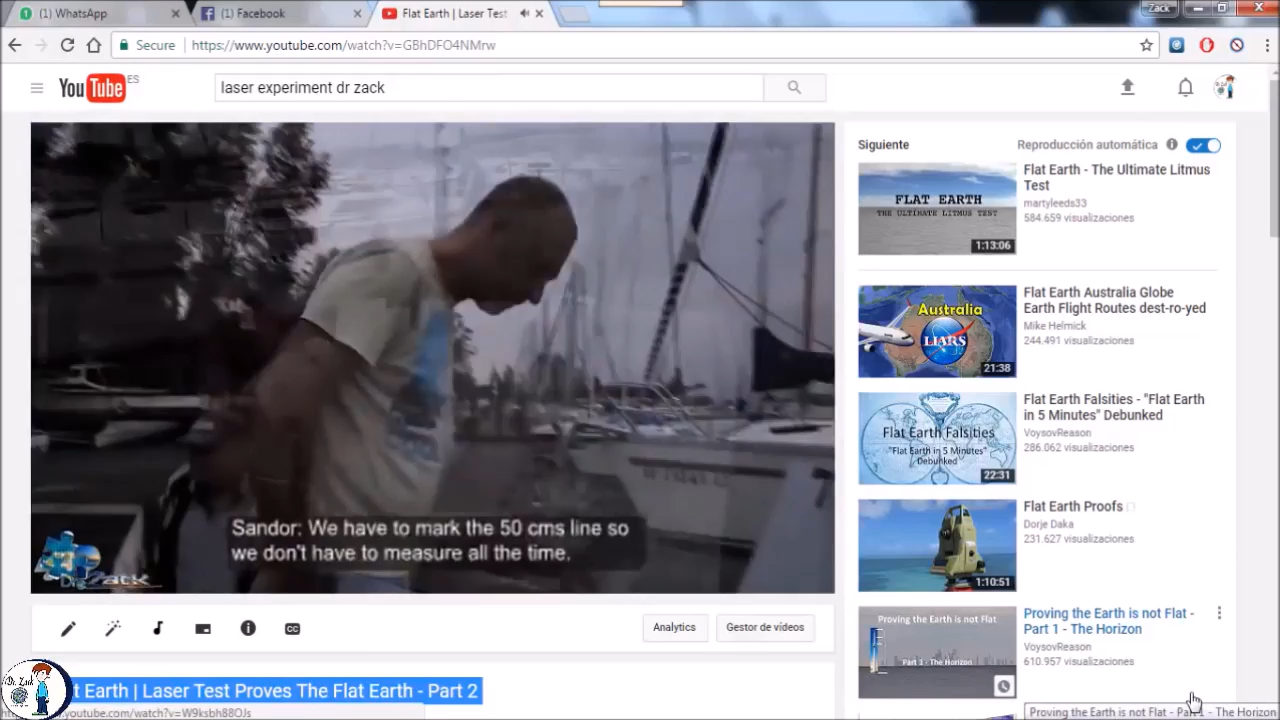 (1) WhatsApp
(1) Facebook
Flat Earth | Laser Test
Zack
Secure
https://www.youtube.com/watch?v=GBhDFO4NMrw
YouTube ES
laser experiment dr zack
Sandor: We have to mark the 50 cms line so
we don't have to measure all the time.
Dr. Zack
Analytics
Gestor de vídeos
t Earth | Laser Test Proves The Flat Earth - Part 2
.youtube.com/watch?v=W9ksbh88OJs
Siguiente
Reproducción automática
FLAT EARTH
THE ULTIMATE LITMUS TEST
1:13:06
Flat Earth - The Ultimate Litmus
Test
martyleeds33
584.659 visualizaciones
Australia
LIARS
21:38
Flat Earth Australia Globe
Earth Flight Routes dest-ro-yed
Mike Helmick
244.491 visualizaciones
Flat Earth Falsities
"Flat Earth in 5 Minutes"
Debunked
22:31
Flat Earth Falsities - "Flat Earth
in 5 Minutes" Debunked
VoysovReason
286.062 visualizaciones
1:10:51
Flat Earth Proofs
Dorje Daka
231.627 visualizaciones
Proving the Earth is not Flat
Part 1 - The Horizon
Proving the Earth is not Flat -
Part 1 - The Horizon
VoysovReason
610.957 visualizaciones
Proving the Earth is not Flat - Part 1 - The Horizon